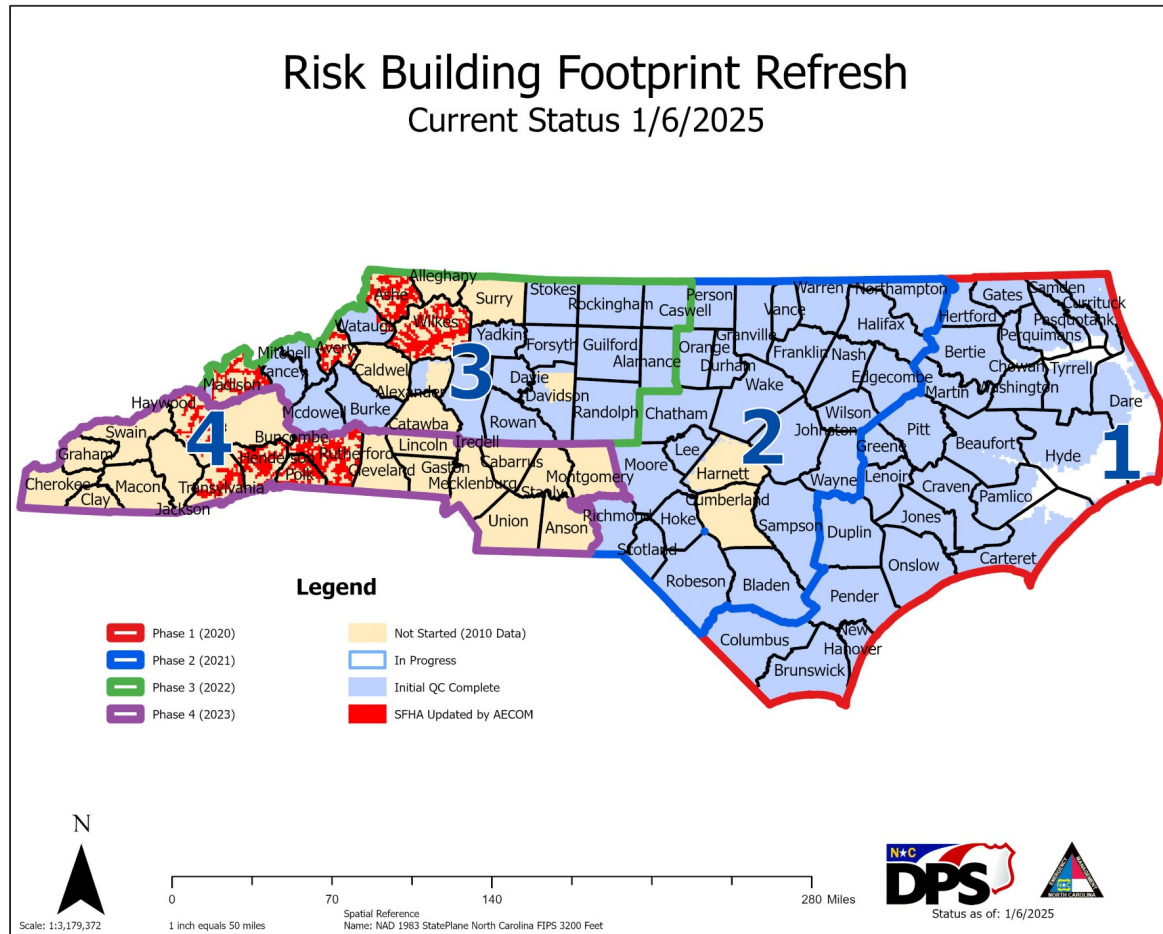 Risk Building Footprint Refresh
Current Status 1/6/2025
Alleghany
Ashe
Surry
Stokes
Rockingham
Caswell
Person
Warren
Northampton
Gates
Camden
Currituck
Pasquotank
Perquimans
Hertford
Vance
Granville
Halifax
Watauga
Wilkes
Yadkin
Forsyth
Guilford
Alamance
Orange
Durham
Franklin
Nash
Bertie
Chowan
Tyrrell
Washington
Mitchell
Yancey
Avery
Caldwell
Alexander
3
Davie
Davidson
Randolph
Chatham
Wake
Edgecombe
Martin
Dare
Madison
Haywood
Mcdowell
Burke
Catawba
Rowan
2
Wilson
Johnston
Pitt
Beaufort
Hyde
1
Swain
4
Buncombe
Graham
Henderson
Rutherford
Polk
Cleveland
Lincoln
Iredell
Gaston
Cabarrus
Mecklenburg
Stanly
Montgomery
Moore
Lee
Harnett
Greene
Wayne
Lenoir
Craven
Pamlico
Cherokee
Clay
Macon
Jackson
Transylvania
Union
Anson
Richmond
Hoke
Cumberland
Sampson
Duplin
Jones
Scotland
Onslow
Carteret
Robeson
Bladen
Pender
Columbus
New
Hanover
Brunswick
Legend
Phase 1 (2020)
Phase 2 (2021)
Phase 3 (2022)
Phase 4 (2023)
Not Started (2010 Data)
In Progress
Initial QC Complete
SFHA Updated by AECOM
N
Scale: 1:3,179,372
0 70 140 280 Miles
1 inch equals 50 miles
Spatial Reference
Name: NAD 1983 StatePlane North Carolina FIPS 3200 Feet
N★C
DPS
EMERGENCY
MANAGEMENT
NORTH CAROLINA
Status as of: 1/6/2025